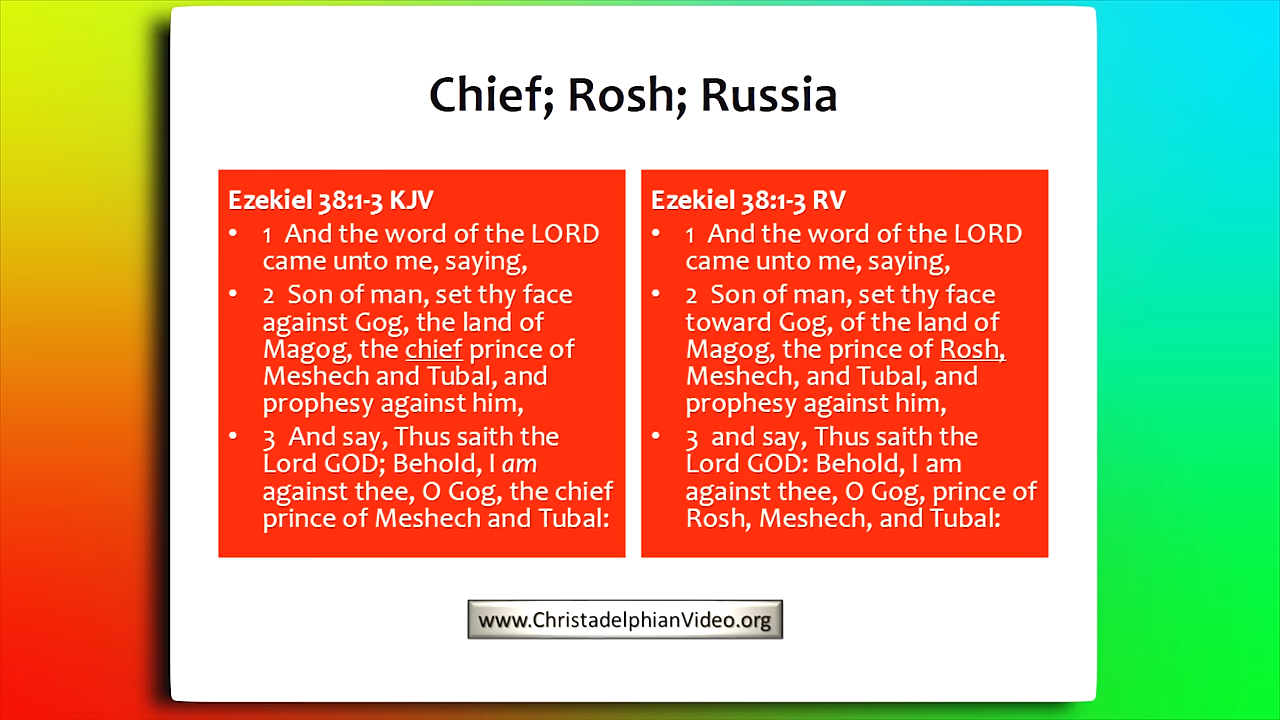 Chief; Rosh; Russia
Ezekiel 38:1-3 KJV
• 1 And the word of the LORD
came unto me, saying,
• 2 Son of man, set thy face
against Gog, the land of
Magog, the chief prince of
Meshech and Tubal, and
prophesy against him,
• 3 And say, Thus saith the
Lord GOD; Behold, I am
against thee, O Gog, the chief
prince of Meshech and Tubal:
Ezekiel 38:1-3 RV
• 1 And the word of the LORD
came unto me, saying,
• 2 Son of man, set thy face
toward Gog, of the land of
Magog, the prince of Rosh,
Meshech, and Tubal, and
prophesy against him,
• 3 and say, Thus saith the
Lord GOD: Behold, I am
against thee, O Gog, prince of
Rosh, Meshech, and Tubal:
www.ChristadelphianVideo.org